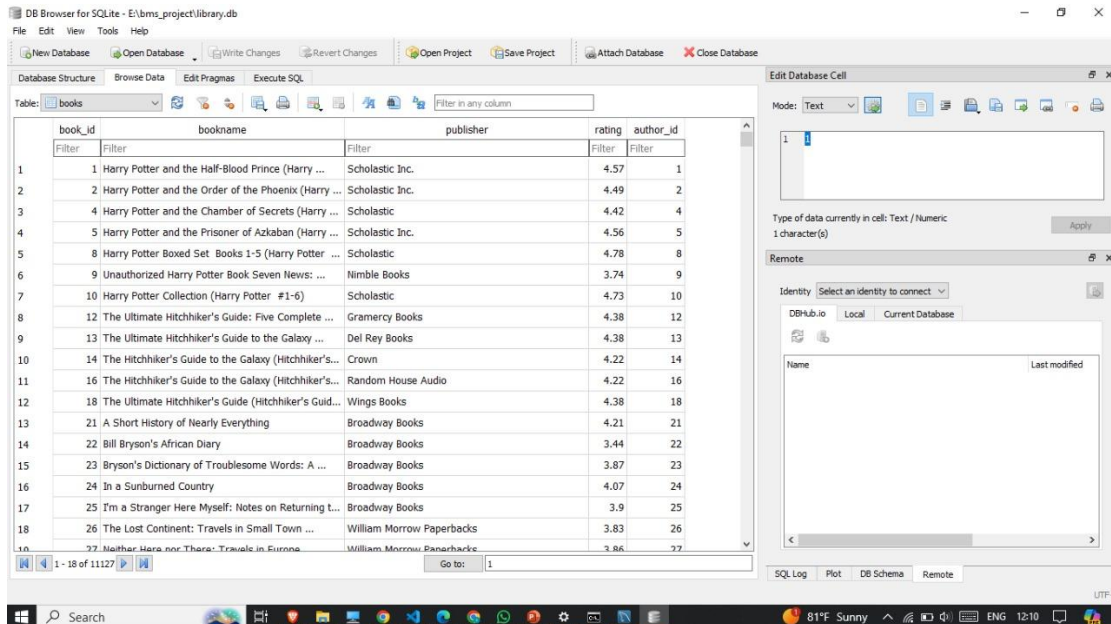 DB Browser for SQLite - E:\bms_project\library.db
File Edit View Tools Help
New Database Open Database Write Changes Revert Changes Open Project Save Project Attach Database Close Database
Database Structure Browse Data Edit Pragmas Execute SQL
Table: books Filter in any column
book_id bookname publisher rating author_id
Filter Filter Filter Filter Filter
1 1 Harry Potter and the Half-Blood Prince (Harry ... Scholastic Inc. 4.57 1
2 2 Harry Potter and the Order of the Phoenix (Harry ... Scholastic Inc. 4.49 2
3 4 Harry Potter and the Chamber of Secrets (Harry ... Scholastic 4.42 4
4 5 Harry Potter and the Prisoner of Azkaban (Harry ... Scholastic Inc. 4.56 5
5 8 Harry Potter Boxed Set Books 1-5 (Harry Potter ... Scholastic 4.78 8
6 9 Unauthorized Harry Potter Book Seven News: ... Nimble Books 3.74 9
7 10 Harry Potter Collection (Harry Potter #1-6) Scholastic 4.73 10
8 12 The Ultimate Hitchhiker's Guide: Five Complete ... Gramercy Books 4.38 12
9 13 The Ultimate Hitchhiker's Guide to the Galaxy ... Del Rey Books 4.38 13
10 14 The Hitchhiker's Guide to the Galaxy (Hitchhiker's... Crown 4.22 14
11 16 The Hitchhiker's Guide to the Galaxy (Hitchhiker's... Random House Audio 4.22 16
12 18 The Ultimate Hitchhiker's Guide (Hitchhiker's Guid... Wings Books 4.38 18
13 21 A Short History of Nearly Everything Broadway Books 4.21 21
14 22 Bill Bryson's African Diary Broadway Books 3.44 22
15 23 Bryson's Dictionary of Troublesome Words: A ... Broadway Books 3.87 23
16 24 In a Sunburned Country Broadway Books 4.07 24
17 25 I'm a Stranger Here Myself: Notes on Returning t... Broadway Books 3.9 25
18 26 The Lost Continent: Travels in Small Town ... William Morrow Paperbacks 3.83 26
19 27 Neither Here nor There: Travels in Europe William Morrow Paperbacks 3.86 27
1 - 18 of 11127 Go to: 1
Edit Database Cell
Mode: Text
1 1
Type of data currently in cell: Text / Numeric
1 character(s)
Apply
Remote
Identity Select an identity to connect
DBHub.io Local Current Database
Name Last modified
SQL Log Plot DB Schema Remote
UTF-
Search 81°F Sunny ENG 12:10